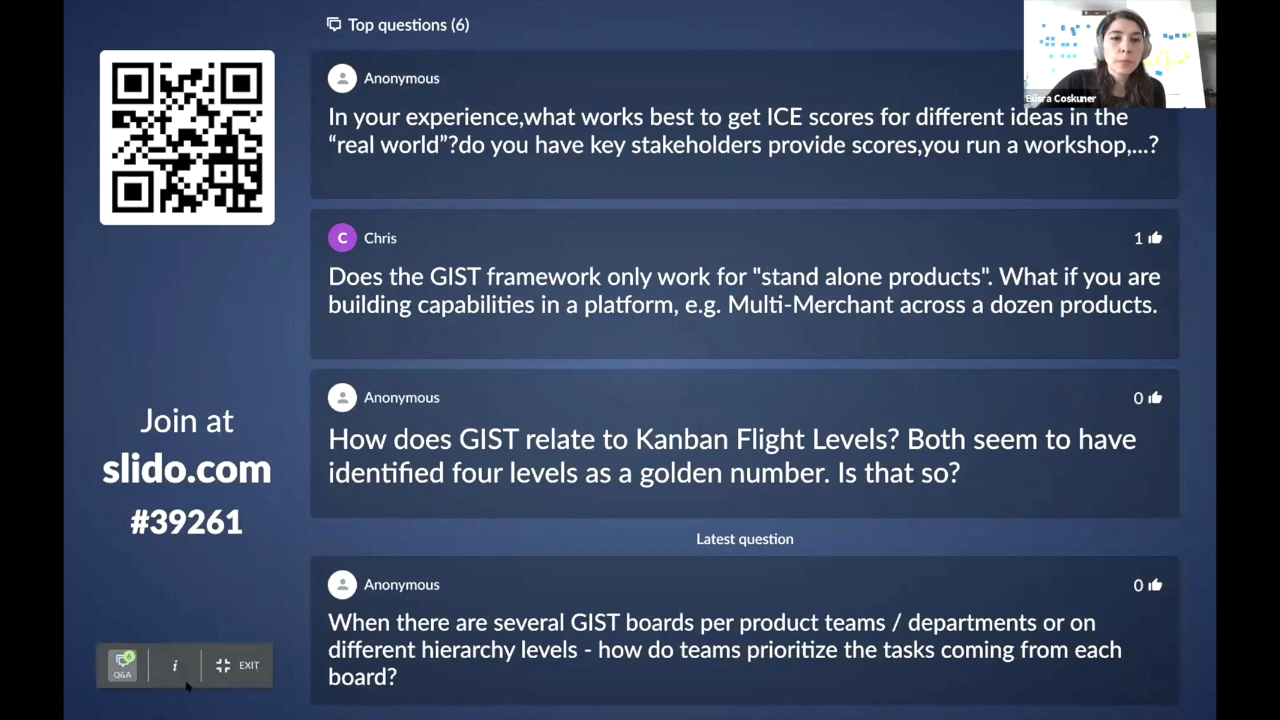 Top questions (6)
Anonymous
Büsra Coskuner
In your experience,what works best to get ICE scores for different ideas in the
“real world”?do you have key stakeholders provide scores,you run a workshop,...?
C
Chris
1
Does the GIST framework only work for "stand alone products". What if you are
building capabilities in a platform, e.g. Multi-Merchant across a dozen products.
Anonymous
0
How does GIST relate to Kanban Flight Levels? Both seem to have
identified four levels as a golden number. Is that so?
Latest question
Anonymous
0
When there are several GIST boards per product teams / departments or on
different hierarchy levels - how do teams prioritize the tasks coming from each
board?
Join at
slido.com
#39261
6
Q&A
i
EXIT